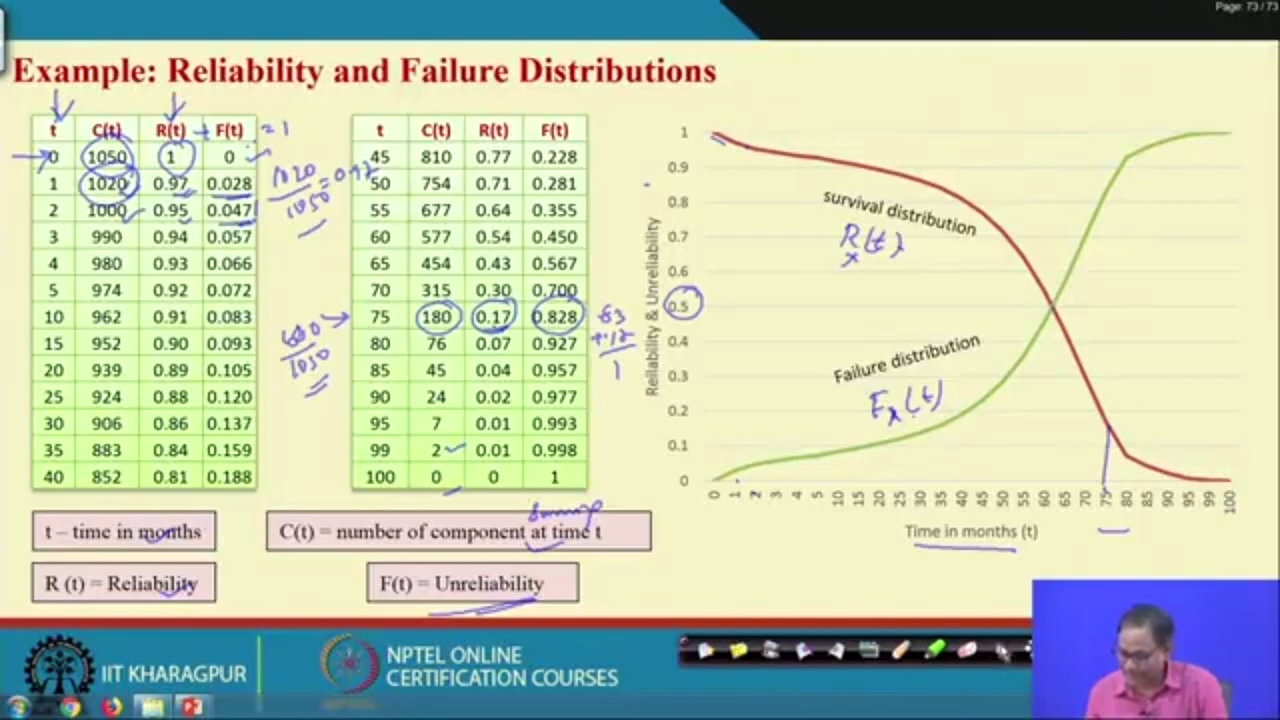 Page: 73 / 73
Example: Reliability and Failure Distributions
t C(t) R(t) + F(t) = 1
0 1050 1 0
1 1020 0.97 0.028
2 1000 0.95 0.047
3 990 0.94 0.057
4 980 0.93 0.066
5 974 0.92 0.072
10 962 0.91 0.083
15 952 0.90 0.093
20 939 0.89 0.105
25 924 0.88 0.120
30 906 0.86 0.137
35 883 0.84 0.159
40 852 0.81 0.188
1020
1050
= 0.97
t C(t) R(t) F(t)
45 810 0.77 0.228
50 754 0.71 0.281
55 677 0.64 0.355
60 577 0.54 0.450
65 454 0.43 0.567
70 315 0.30 0.700
75 180 0.17 0.828
80 76 0.07 0.927
85 45 0.04 0.957
90 24 0.02 0.977
95 7 0.01 0.993
99 2 0.01 0.998
100 0 0 1
1050
1
Reilability & Unreliability
1
0.9
0.8
0.7
0.6
0.5
0.4
0.3
0.2
0.1
0
survival distribution
R(t)
Failure distribution
F(t)
0 1 2 3 4 5 10 15 20 25 30 35 40 45 50 55 60 65 70 75 80 85 90 95 99 100
Time in months (t)
t – time in months
C(t) = number of component at time t
R (t) = Reliability
F(t) = Unreliability
IIT KHARAGPUR
NPTEL ONLINE
CERTIFICATION COURSES